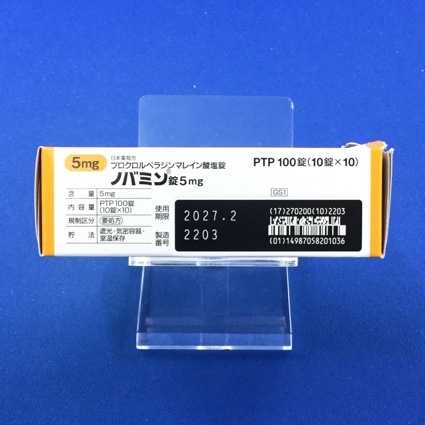 5mg
日本薬局方
プロクロルペラジンマレイン酸塩錠
ノバミン®錠5mg
PTP 100錠(10錠×10)
含量 5mg
内容量 PTP100錠
(10錠×10)
規制区分 要処方
貯法 遮光・気密容器・
室温保存
使用
期限 2027.2
製造
番号 2203
GS1
(17)270200(10)2203
(01)14987058201036